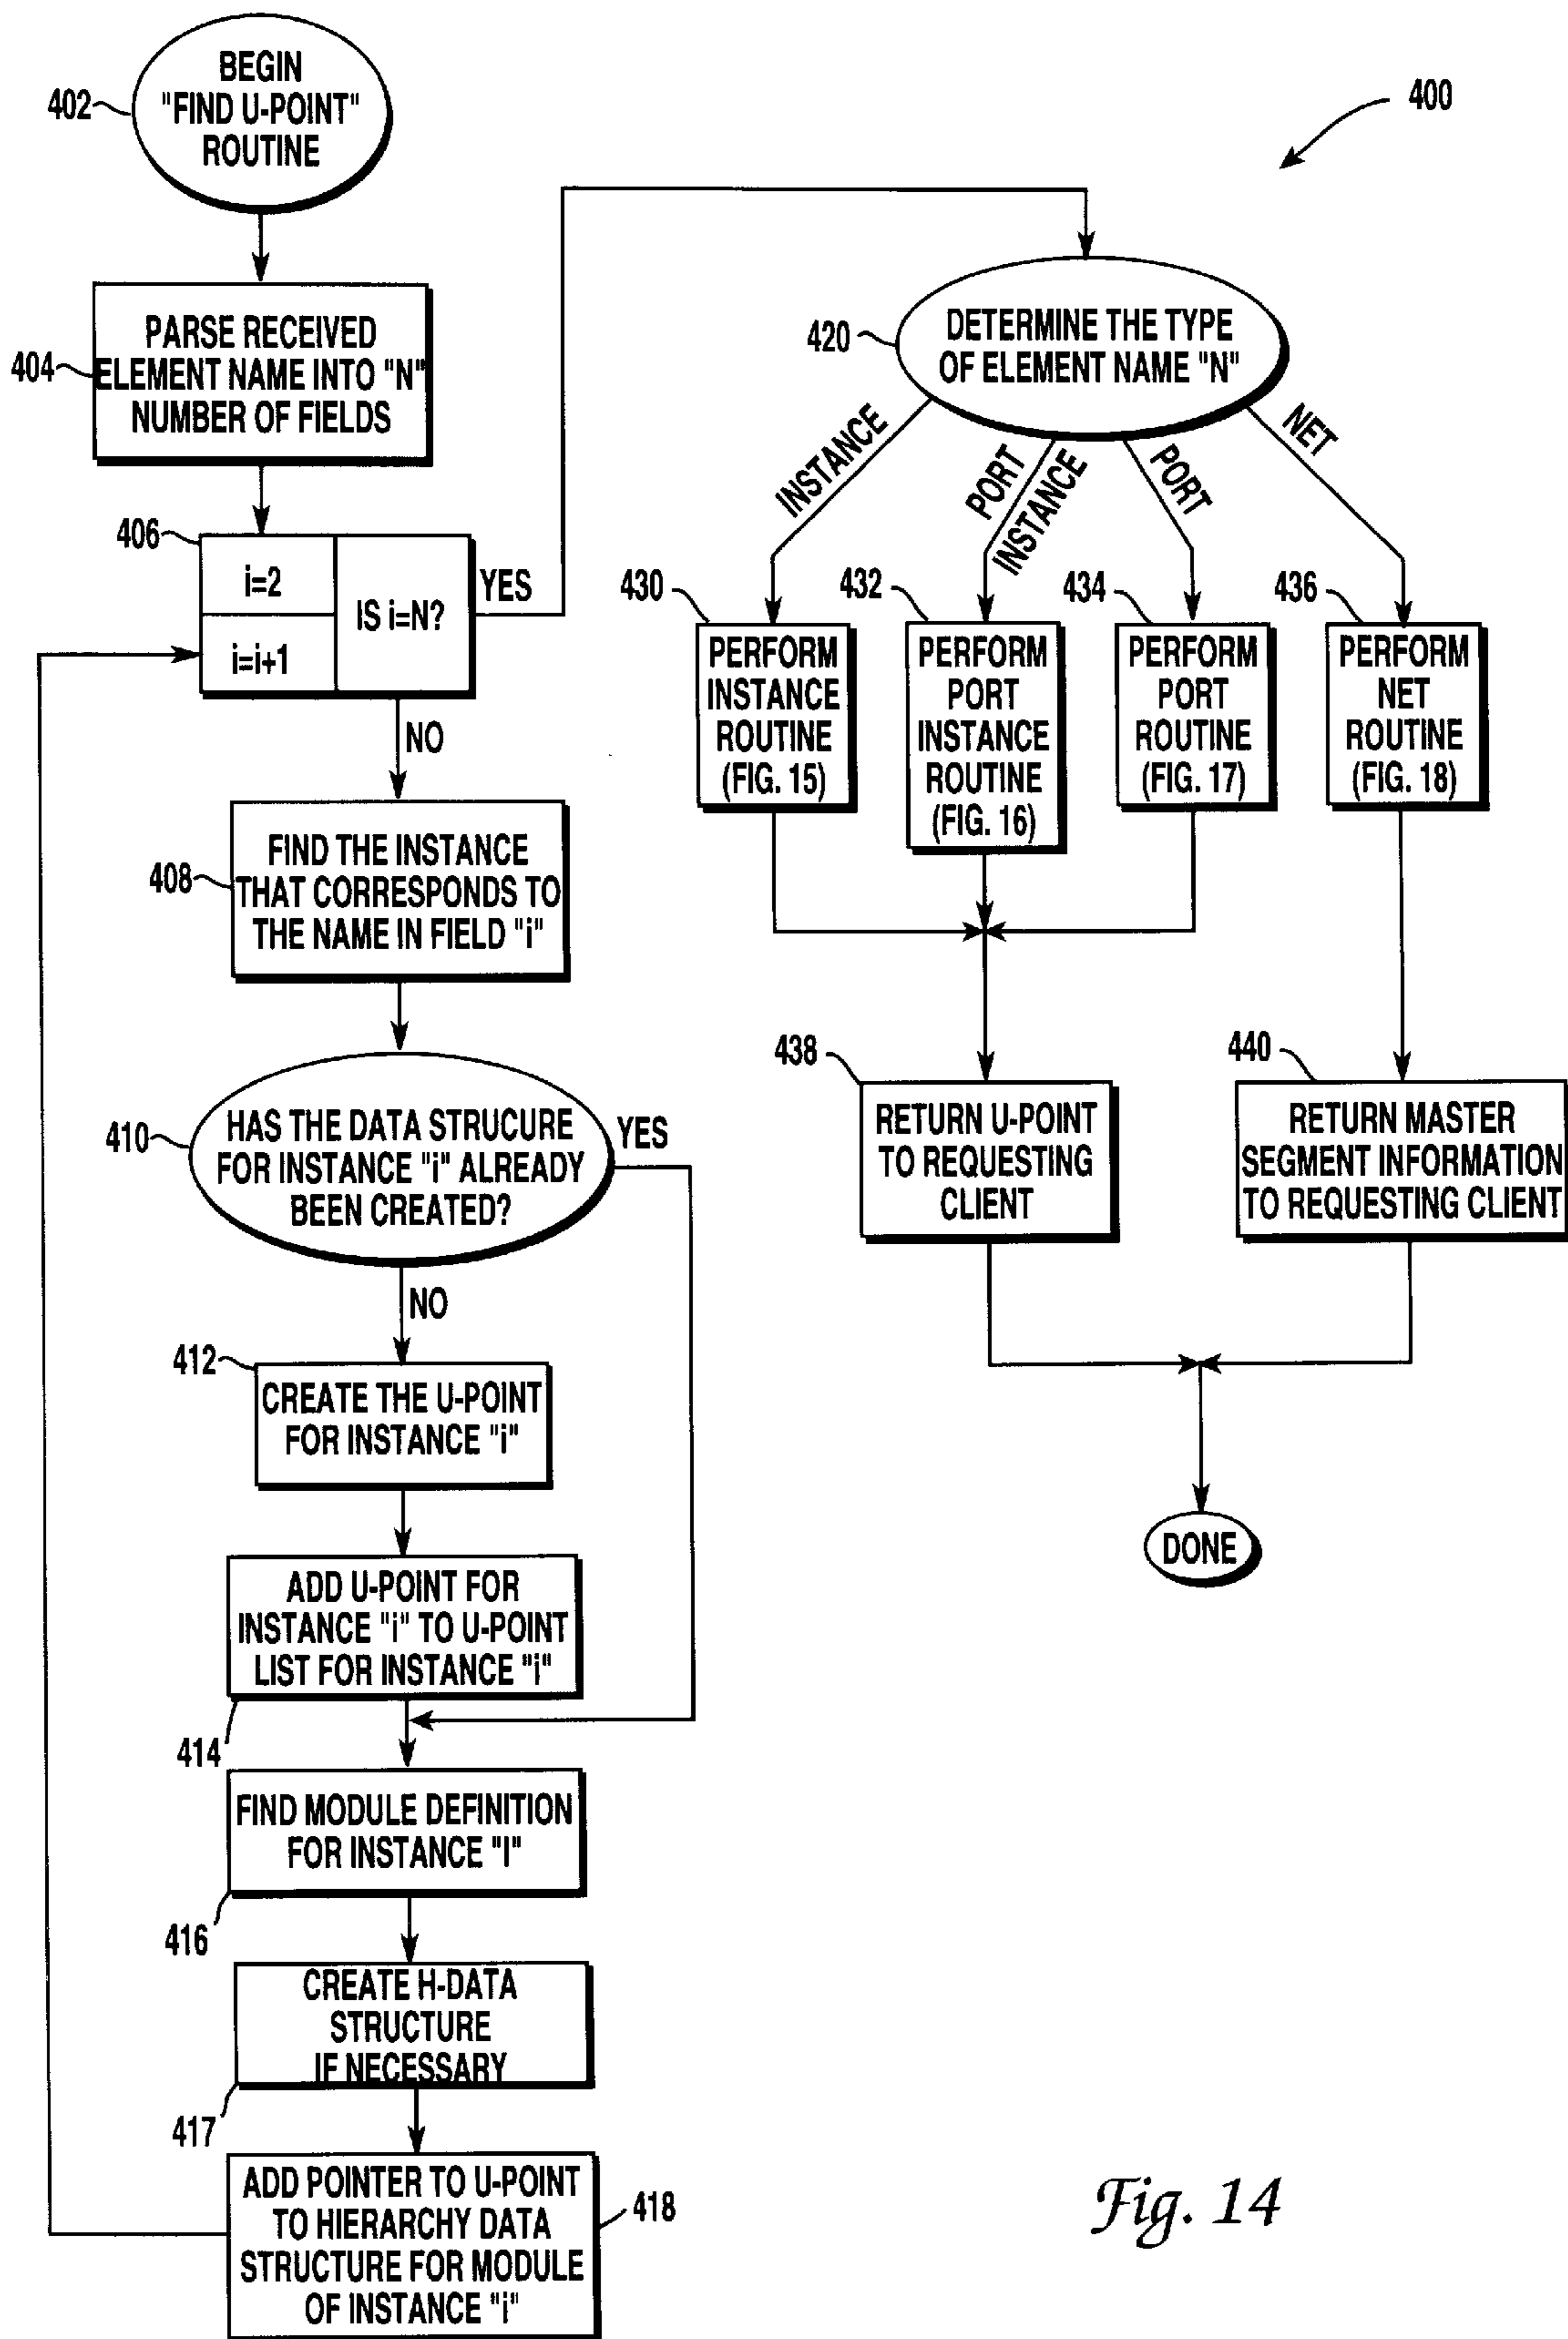 402
BEGIN
"FIND U-POINT"
ROUTINE
400
404
PARSE RECEIVED
ELEMENT NAME INTO "N"
NUMBER OF FIELDS
406
i=2
i=i+1
IS i=N?
YES
NO
408
FIND THE INSTANCE
THAT CORRESPONDS TO
THE NAME IN FIELD "i"
410
HAS THE DATA STRUCURE
FOR INSTANCE "i" ALREADY
BEEN CREATED?
YES
NO
412
CREATE THE U-POINT
FOR INSTANCE "i"
ADD U-POINT FOR
INSTANCE "i" TO U-POINT
LIST FOR INSTANCE "i"
414
FIND MODULE DEFINITION
FOR INSTANCE "I"
416
CREATE H-DATA
STRUCTURE
IF NECESSARY
417
ADD POINTER TO U-POINT
TO HIERARCHY DATA
STRUCTURE FOR MODULE
OF INSTANCE "i"
418
420
DETERMINE THE TYPE
OF ELEMENT NAME "N"
INSTANCE
PORT
INSTANCE
PORT
NET
430
PERFORM
INSTANCE
ROUTINE
(FIG. 15)
432
PERFORM
PORT
INSTANCE
ROUTINE
(FIG. 16)
434
PERFORM
PORT
ROUTINE
(FIG. 17)
436
PERFORM
NET
ROUTINE
(FIG. 18)
438
RETURN U-POINT
TO REQUESTING
CLIENT
440
RETURN MASTER
SEGMENT INFORMATION
TO REQUESTING CLIENT
DONE
Fig. 14